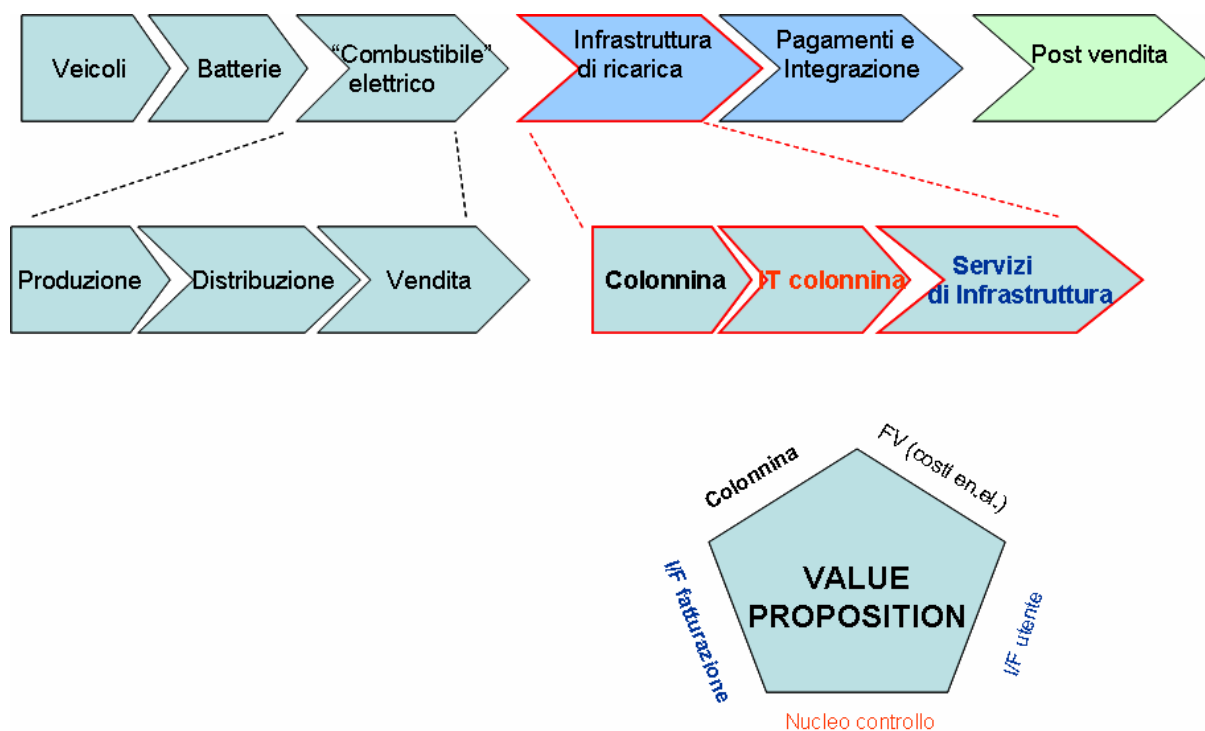 Veicoli
Batterie
“Combustibile”
elettrico
Infrastruttura
di ricarica
Pagamenti e
Integrazione
Post vendita
Produzione
Distribuzione
Vendita
Colonnina
IT colonnina
Servizi
di Infrastruttura
Colonnina
FV (costi en.el.)
I/F fatturazione
VALUE
PROPOSITION
I/F utente
Nucleo controllo